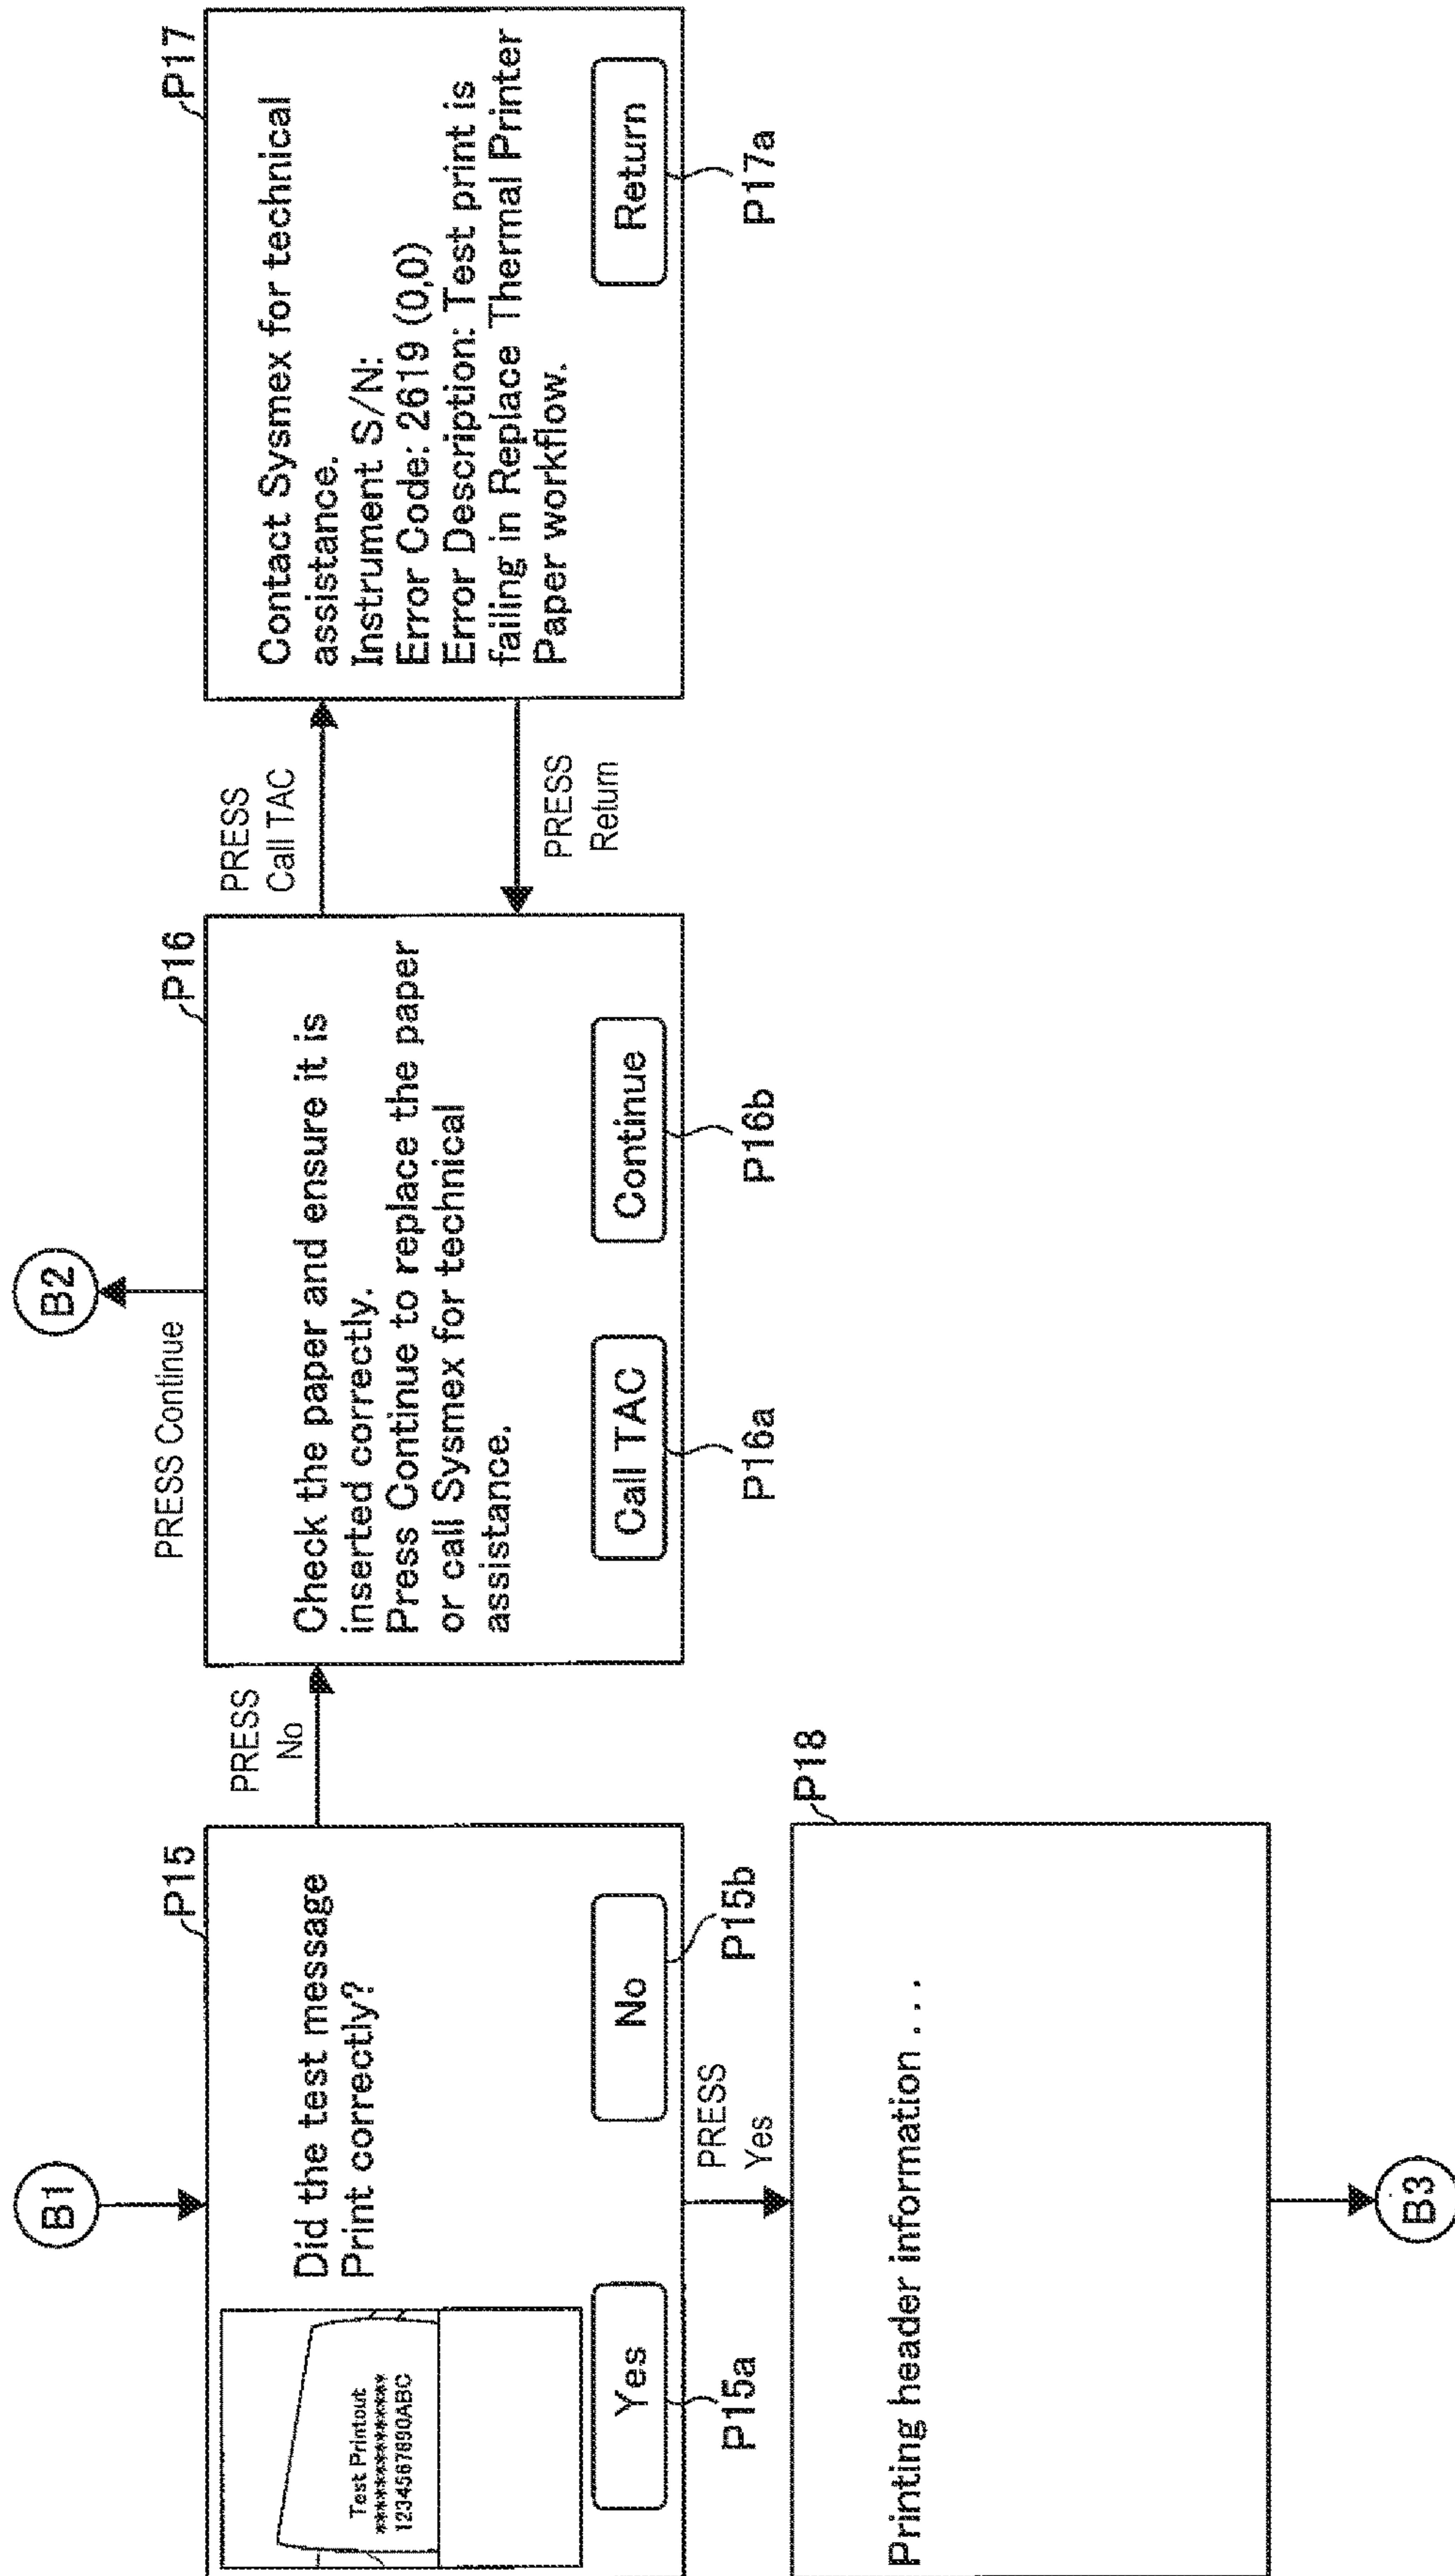 B1
P15
Test Printout
∗∗∗∗∗∗∗∗∗∗∗∗∗
1234567890ABC
Did the test message
Print correctly?
Yes
No
P15a
P15b
PRESS
No
PRESS
Yes
B2
PRESS Continue
P16
Check the paper and ensure it is
inserted correctly.
Press Continue to replace the paper
or call Sysmex for technical
assistance.
Call TAC
Continue
P16a
P16b
PRESS
Call TAC
PRESS
Return
P17
Contact Sysmex for technical
assistance.
Instrument S/N:
Error Code: 2619 (0,0)
Error Description: Test print is
failing in Replace Thermal Printer
Paper workflow.
Return
P17a
P18
Printing header information . . .
B3